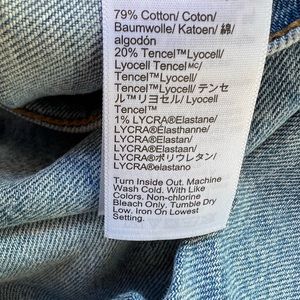 79% Cotton/ Coton/
Baumwolle/ Katoen/ 綿/
algodón
20% Tencel™Lyocell/
Lyocell Tencel™ᴹᶜ/
Tencel™Lyocell/
Tencel™Lyocell/ テンセ
ル™リヨセル/ Lyocell
Tencel™
1% LYCRA®Elastane/
LYCRA®Élasthanne/
LYCRA®Elastan/
LYCRA®Elastaan/
LYCRA®ポリウレタン/
LYCRA®elastano
Turn Inside Out. Machine
Wash Cold. With Like
Colors. Non-chlorine
Bleach Only. Tumble Dry
Low. Iron On Lowest
Setting.